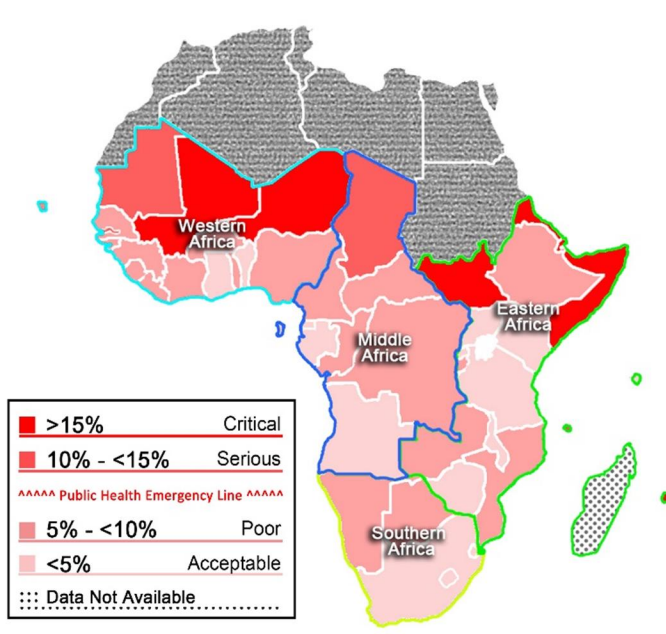 Western
Africa
Eastern
Africa
Middle
Africa
Southern
Africa
>15% Critical
10% - <15% Serious
^^^^^ Public Health Emergency Line ^^^^^
5% - <10% Poor
<5% Acceptable
Data Not Available